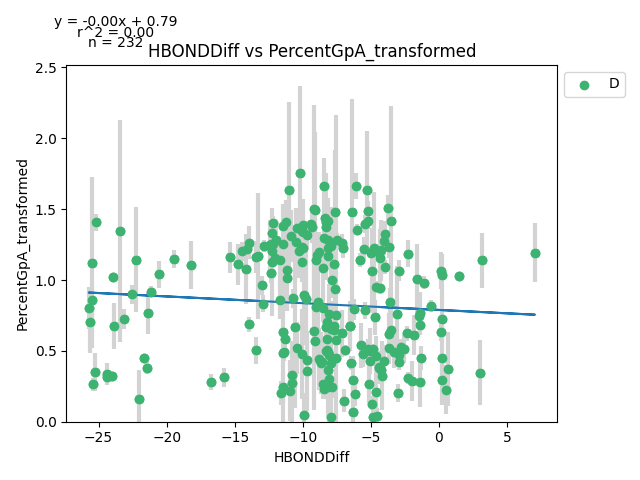 y = -0.00x + 0.79
r^2 = 0.00
n = 232
HBONDDiff vs PercentGpA_transformed
D
PercentGpA_transformed
2.5
2.0
1.5
1.0
0.5
0.0
−25
−20
−15
−10
−5
0
5
HBONDDiff